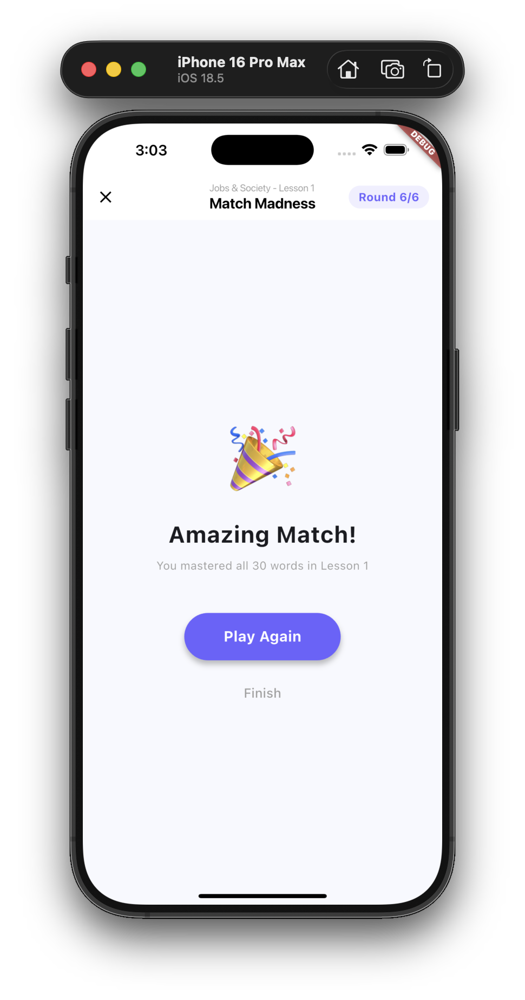 iPhone 16 Pro Max
iOS 18.5
3:03
DEBUG
Jobs & Society - Lesson 1
Match Madness
Round 6/6
Amazing Match!
You mastered all 30 words in Lesson 1
Play Again
Finish